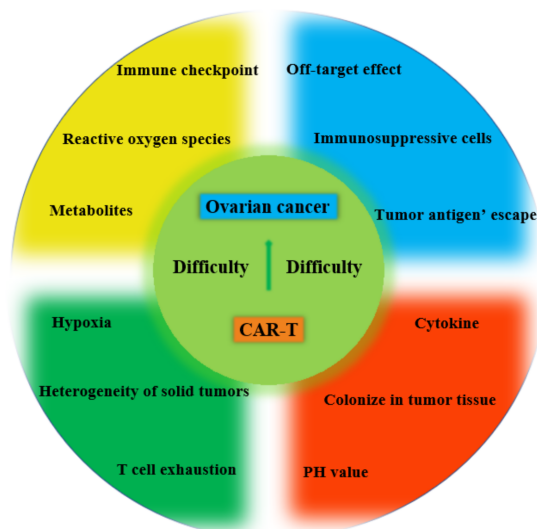 Immune checkpoint
Off-target effect
Reactive oxygen species
Immunosuppressive cells
Metabolites
Ovarian cancer
Tumor antigen’ escape
Difficulty
Difficulty
Hypoxia
CAR-T
Cytokine
Heterogeneity of solid tumors
Colonize in tumor tissue
T cell exhaustion
PH value